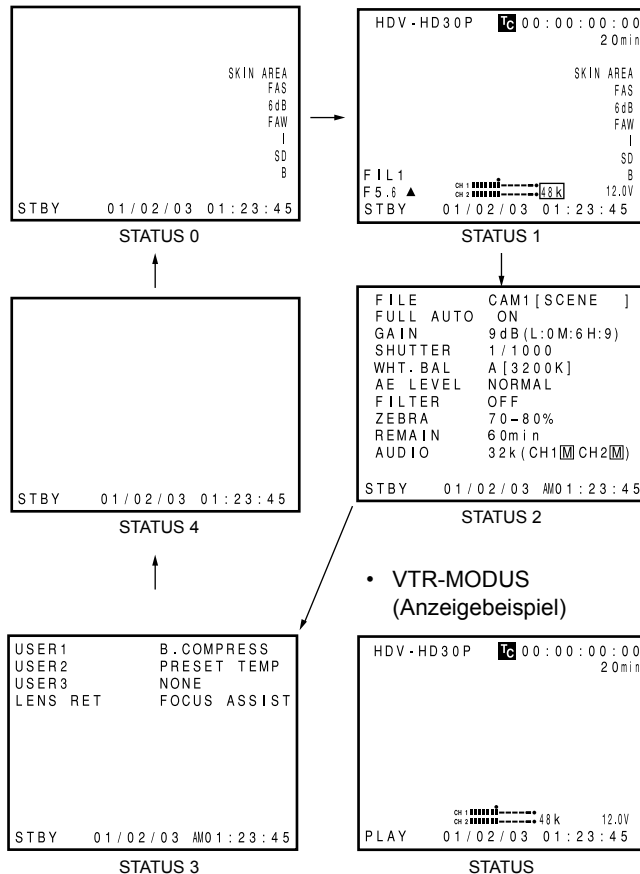 SKIN AREA
FAS
6dB
FAW
I
SD
B
STBY 01/02/03 01:23:45
STATUS 0
HDV-HD30P TC 00:00:00:00
20min
SKIN AREA
FAS
6dB
FAW
I
SD
FIL1 B
F5.6 ▲ CH 1 CH 2 48k 12.0V
STBY 01/02/03 01:23:45
STATUS 1
FILE CAM1[SCENE ]
FULL AUTO ON
GAIN 9dB(L:0M:6H:9)
SHUTTER 1/1000
WHT.BAL A[3200K]
AE LEVEL NORMAL
FILTER OFF
ZEBRA 70–80%
REMAIN 60min
AUDIO 32k(CH1M CH2M)
STBY 01/02/03 AM01:23:45
STATUS 2
STBY 01/02/03 01:23:45
STATUS 4
USER1 B.COMPRESS
USER2 PRESET TEMP
USER3 NONE
LENS RET FOCUS ASSIST
STBY 01/02/03 AM01:23:45
STATUS 3
• VTR-MODUS
(Anzeigebeispiel)
HDV-HD30P TC 00:00:00:00
20min
CH 1
CH 2 48k 12.0V
PLAY 01/02/03 01:23:45
STATUS